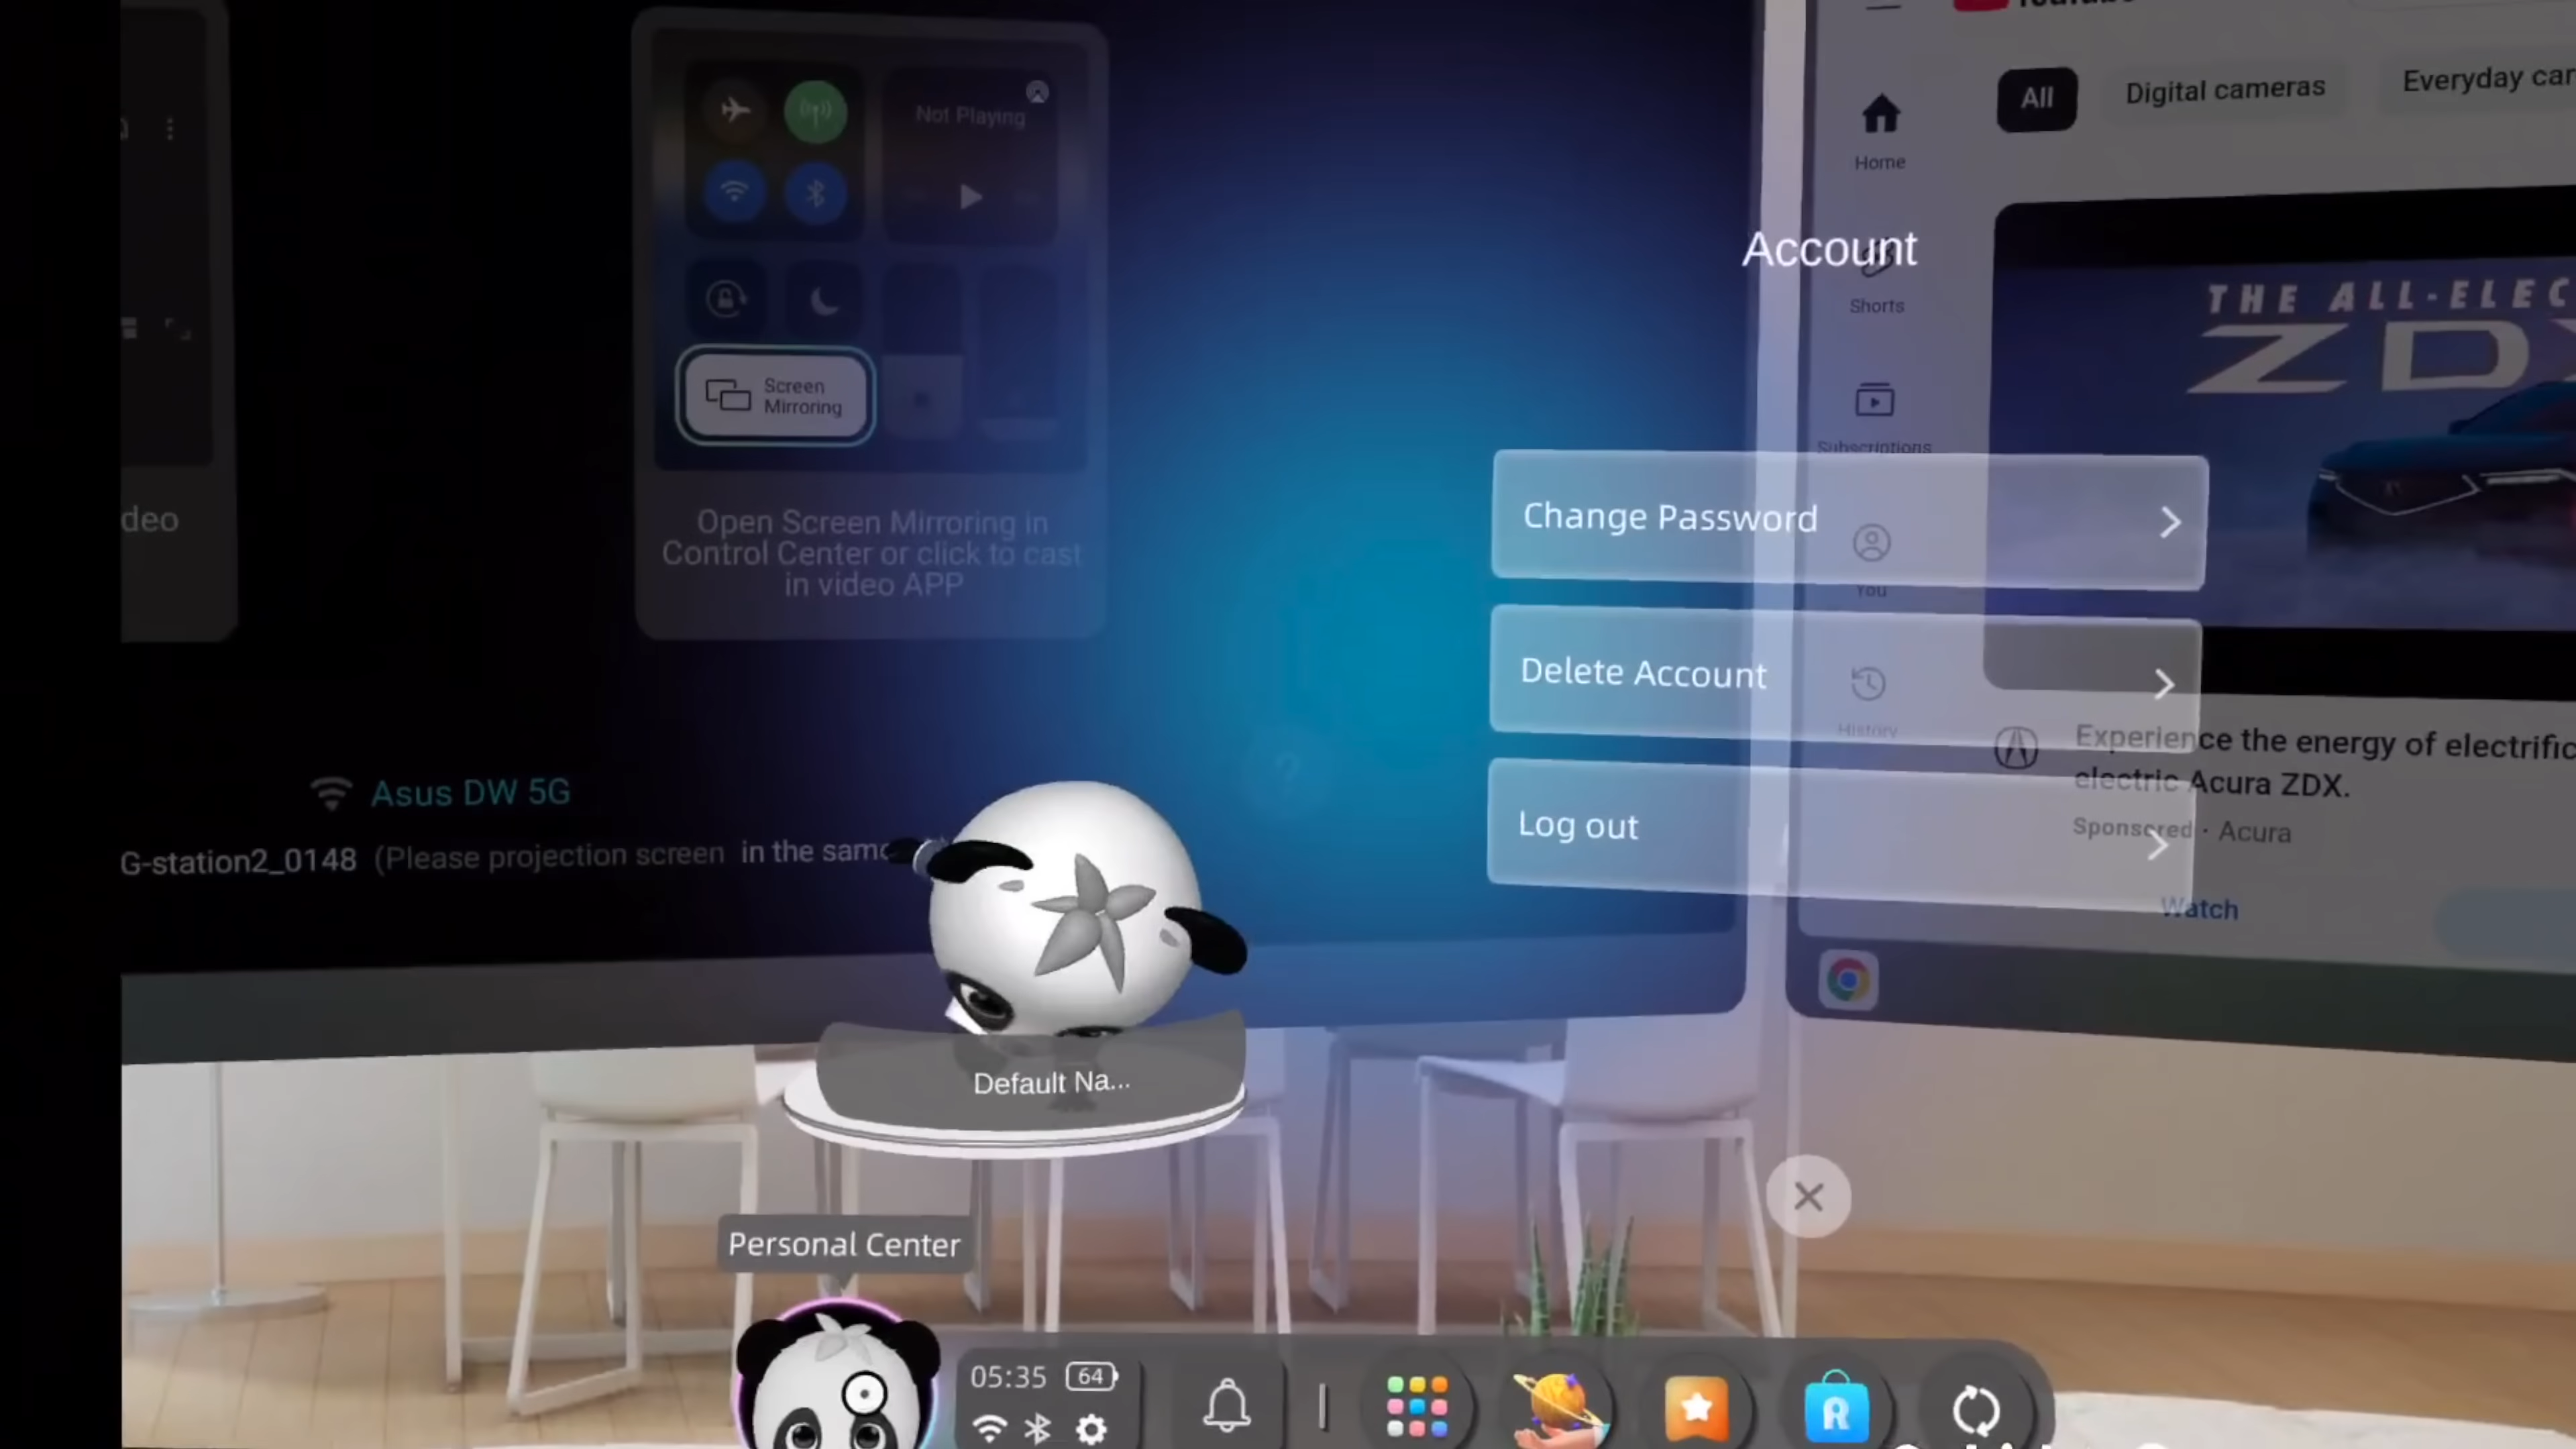 All
Digital cameras
Everyday car
Not Playing
Home
Account
THE ALL-ELEC
Shorts
ZDX
Screen
Mirroring
Subscriptions
deo
Open Screen Mirroring in
Control Center or click to cast
in video APP
Change Password
You
Delete Account
History
Experience the energy of electrific
electric Acura ZDX.
Asus DW 5G
Log out
Sponsored · Acura
G-station2_0148 (Please projection screen in the same
Watch
Default Na...
Personal Center
05:35
64
R